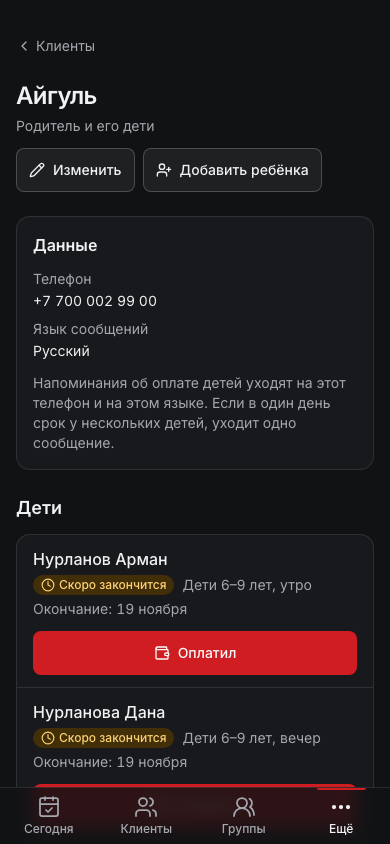 Клиенты
Айгуль
Родитель и его дети
Изменить
Добавить ребёнка
Данные
Телефон
+7 700 002 99 00
Язык сообщений
Русский
Напоминания об оплате детей уходят на этот
телефон и на этом языке. Если в один день
срок у нескольких детей, уходит одно
сообщение.
Дети
Нурланов Арман
Скоро закончится Дети 6–9 лет, утро
Окончание: 19 ноября
Оплатил
Нурланова Дана
Скоро закончится Дети 6–9 лет, вечер
Окончание: 19 ноября
Сегодня
Клиенты
Группы
Ещё